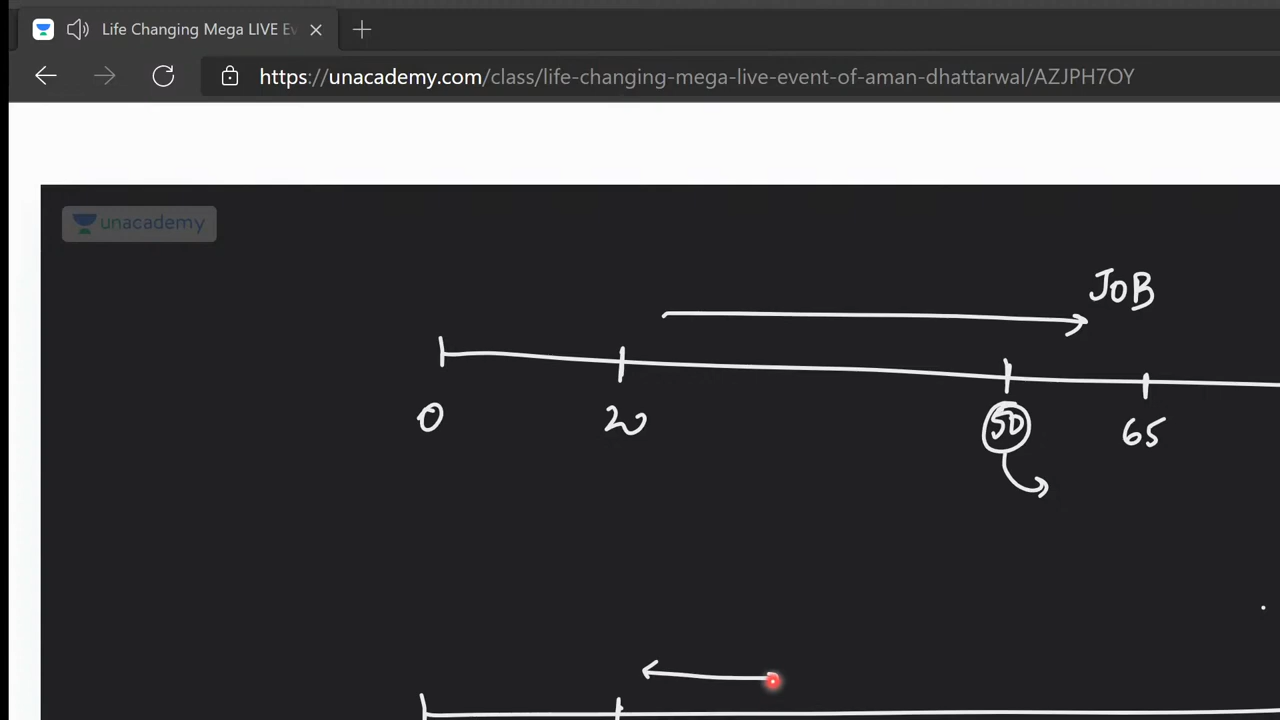 Life Changing Mega LIVE Ev
https://unacademy.com/class/life-changing-mega-live-event-of-aman-dhattarwal/AZJPH7OY
unacademy
JOB
0 20 50 65